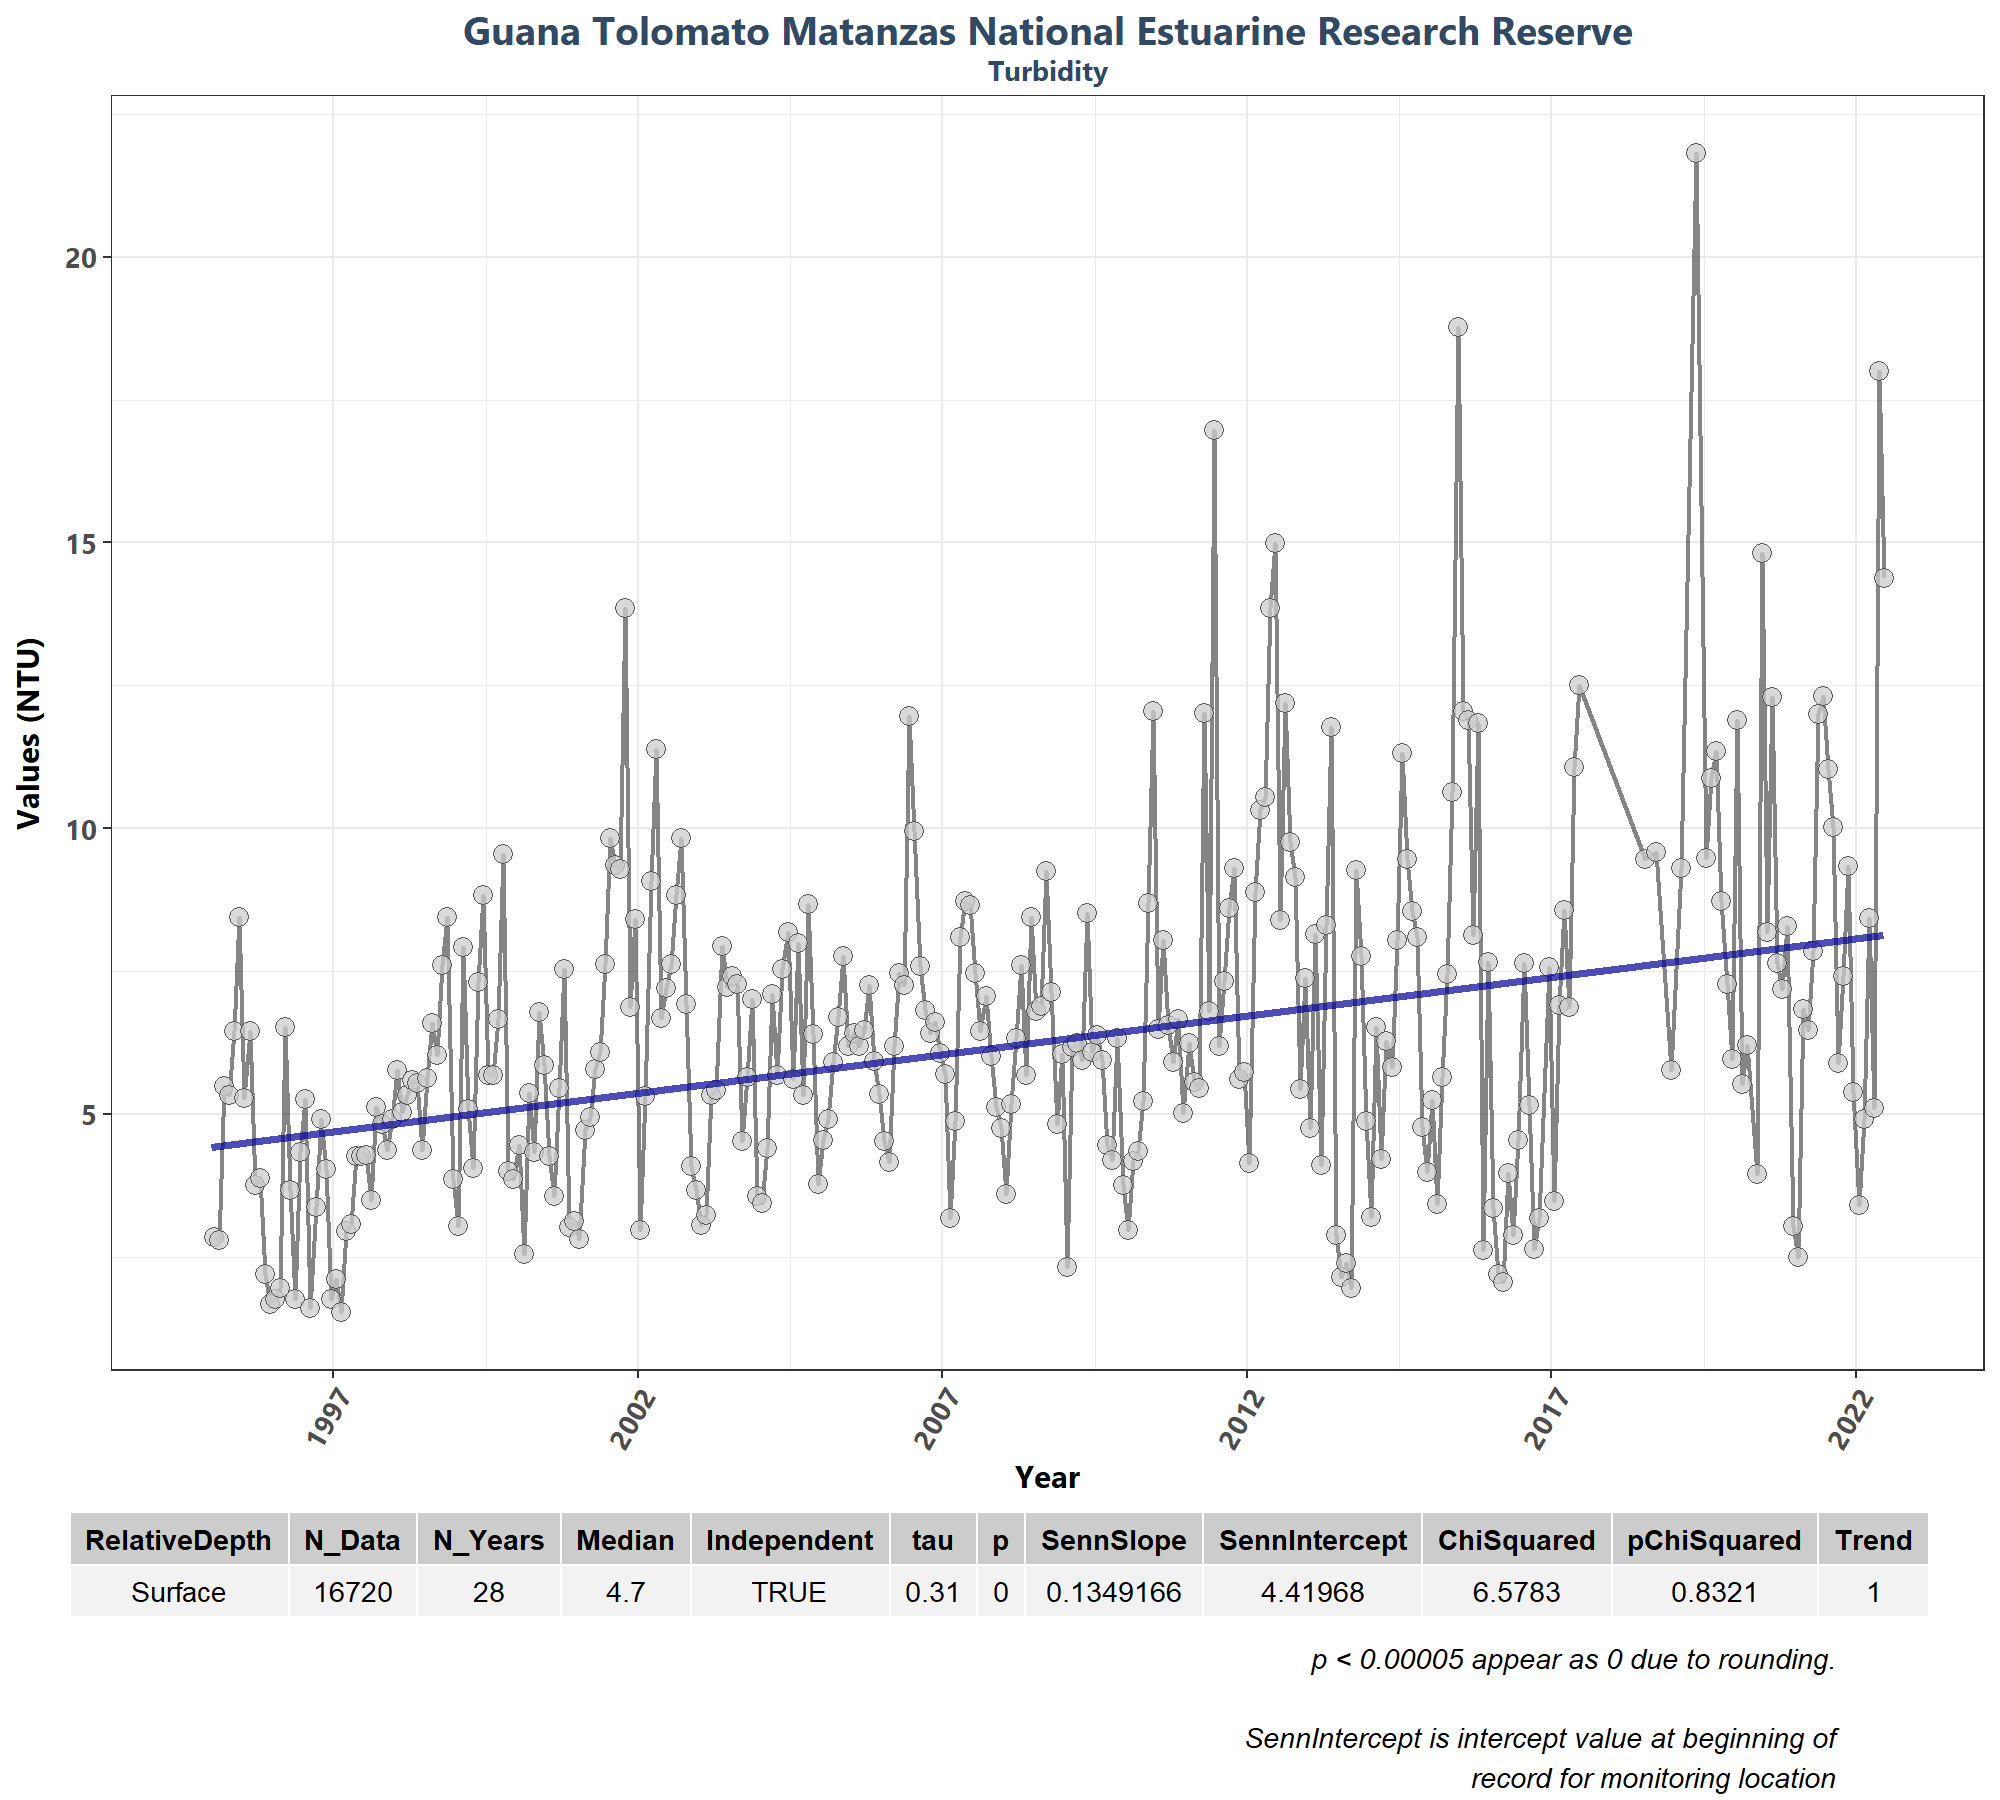 Guana Tolomato Matanzas National Estuarine Research Reserve
Turbidity
Values (NTU)
20
15
10
5
1997 2002 2007 2012 2017 2022
Year
RelativeDepth N_Data N_Years Median Independent tau p SennSlope SennIntercept ChiSquared pChiSquared Trend
Surface 16720 28 4.7 TRUE 0.31 0 0.1349166 4.41968 6.5783 0.8321 1
p < 0.00005 appear as 0 due to rounding.
SennIntercept is intercept value at beginning of
record for monitoring location